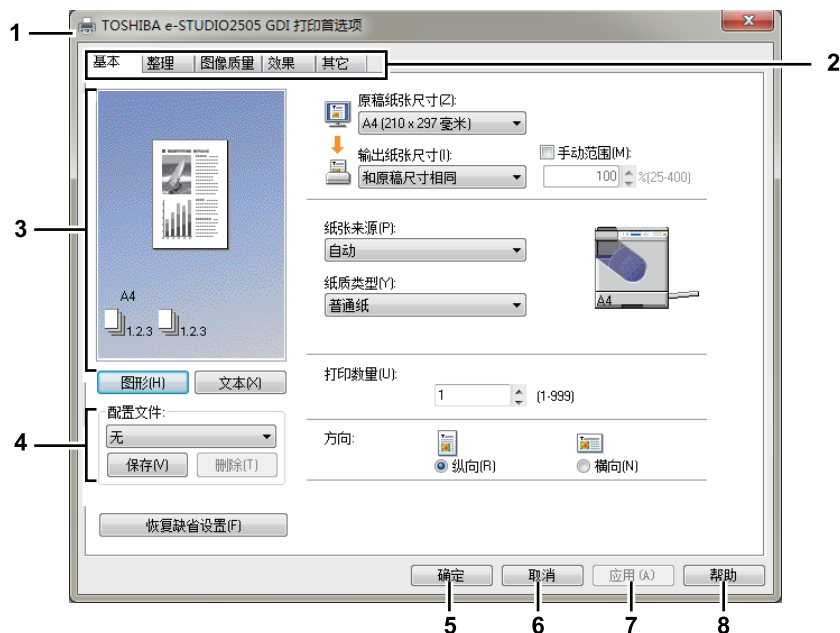 TOSHIBA e-STUDIO2505 GDI 打印首选项
1
基本 整理 图像质量 效果 其它
2
3
A4
1.2.3 1.2.3
图形(H) 文本(X)
4
配置文件:
无
保存(V) 删除(T)
恢复缺省设置(F)
原稿纸张尺寸(Z):
A4 (210 x 297 毫米)
输出纸张尺寸(I):
和原稿尺寸相同
手动范围(M):
100 %(25-400)
纸张来源(P):
自动
纸质类型(Y):
普通纸
A4
打印数量(U):
1 (1-999)
方向:
纵向(R) 横向(N)
确定 取消 应用(A) 帮助
5 6 7 8